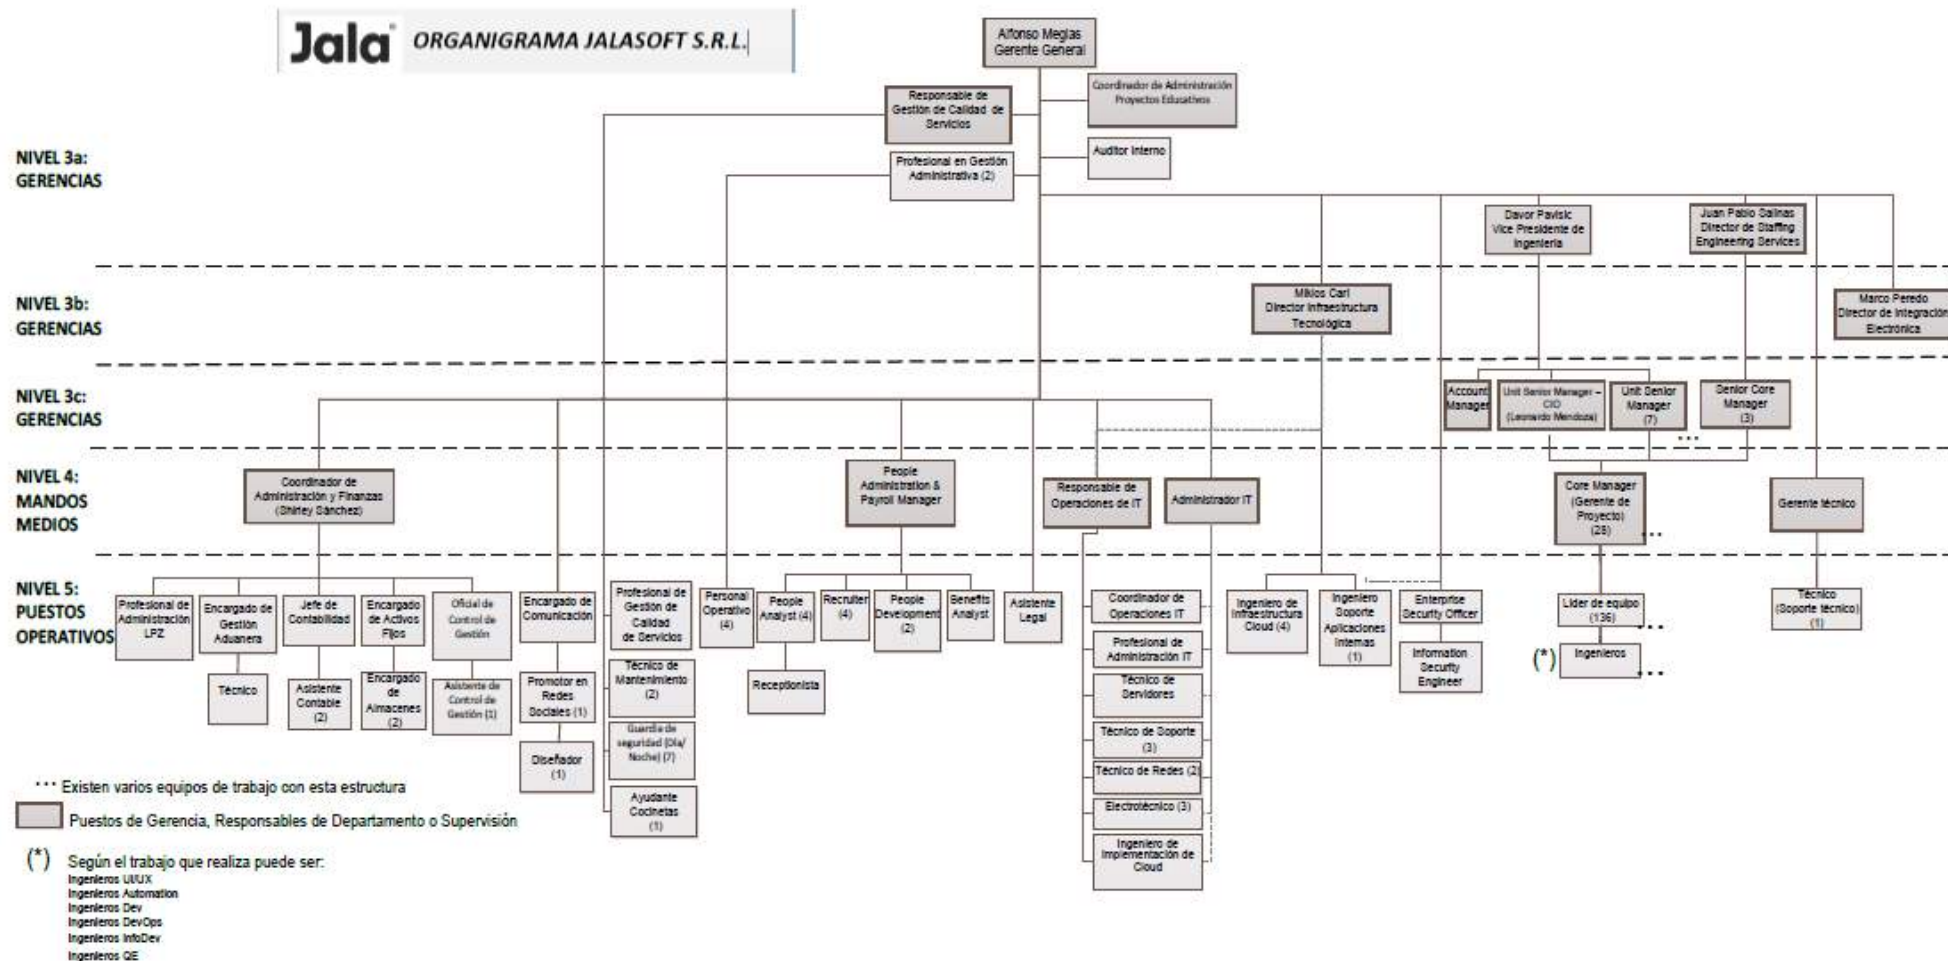 Jala
ORGANIGRAMA JALASOFT S.R.L.
Alfonso Megias
Gerente General
Responsable de
Gestión de Calidad de
Servicios
Coordinador de Administración
Proyectos Educativos
Profesional en Gestión
Administrativa (2)
Auditor Interno
NIVEL 3a:
GERENCIAS
Davor Pavisic
Vice Presidente de
Ingeniería
Juan Pablo Salinas
Director de Staffing
Engineering Services
NIVEL 3b:
GERENCIAS
Miklos Carl
Director Infraestructura
Tecnológica
Marco Peredo
Director de Integración
Electrónica
NIVEL 3c:
GERENCIAS
Account
Manager
Unit Senior Manager –
CIO
(Leonardo Mendoza)
Unit Senior
Manager
(7)
...
Senior Core
Manager
(3)
NIVEL 4:
MANDOS
MEDIOS
Coordinador de
Administración y Finanzas
(Shirley Sánchez)
People
Administration &
Payroll Manager
Responsable de
Operaciones de IT
Administrador IT
Core Manager
(Gerente de
Proyecto)
(28)
...
Gerente técnico
NIVEL 5:
PUESTOS
OPERATIVOS
Profesional de
Administración
LPZ
Encargado de
Gestión
Aduanera
Técnico
Jefe de
Contabilidad
Asistente
Contable
(2)
Encargado
de Activos
Fijos
Encargado
de
Almacenes
(2)
Oficial de
Control de
Gestión
Asistente de
Control de
Gestión (1)
Encargado de
Comunicación
Promotor en
Redes
Sociales (1)
Diseñador
(1)
Profesional de
Gestión de
Calidad
de Servicios
Técnico de
Mantenimiento
(2)
Guardia de
seguridad (Día/
Noche) (7)
Ayudante
Cocinetas
(1)
Personal
Operativo
(4)
People
Analyst (4)
Receptionista
Recruiter
(4)
People
Development
(2)
Benefits
Analyst
Asistente
Legal
Coordinador de
Operaciones IT
Profesional de
Administración IT
Técnico de
Servidores
Técnico de Soporte
(3)
Técnico de Redes (2)
Electrotécnico (3)
Ingeniero de
Implementación de
Cloud
Ingeniero de
Infraestructura
Cloud (4)
Ingeniero
Soporte
Aplicaciones
Internas
(1)
Enterprise
Security Officer
Information
Security
Engineer
Líder de equipo
(136)
...
(*)
Ingenieros
...
Técnico
(Soporte técnico)
(1)
... Existen varios equipos de trabajo con esta estructura
Puestos de Gerencia, Responsables de Departamento o Supervisión
(*) Según el trabajo que realiza puede ser:
Ingenieros UI/UX
Ingenieros Automation
Ingenieros Dev
Ingenieros DevOps
Ingenieros InfoDev
Ingenieros QE